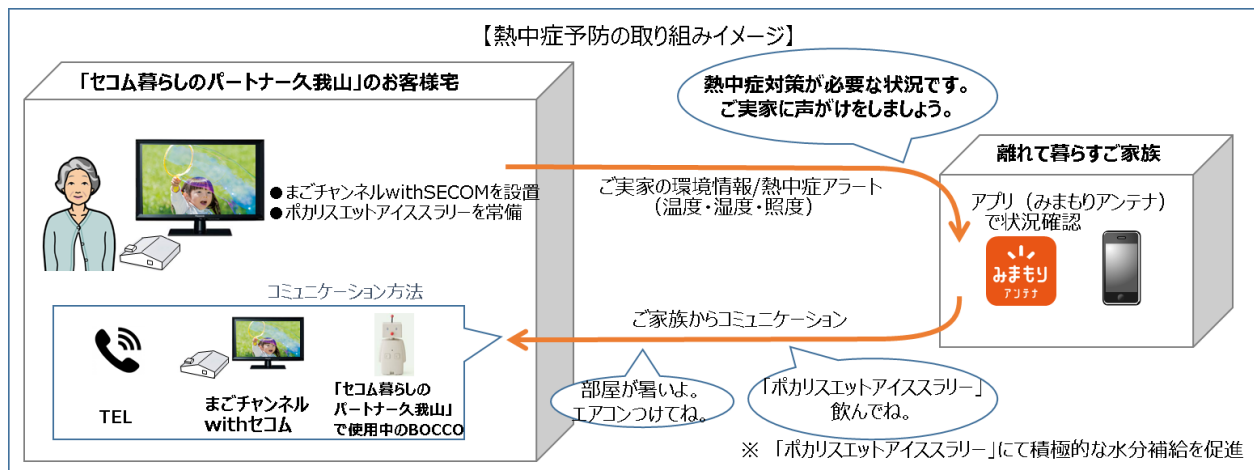 【熱中症予防の取り組みイメージ】
「セコム暮らしのパートナー久我山」のお客様宅
●まごチャンネルwithSECOMを設置
●ポカリスエットアイススラリーを常備
コミュニケーション方法
TEL
まごチャンネル
withセコム
「セコム暮らしの
パートナー久我山」
で使用中のBOCCO
熱中症対策が必要な状況です。
ご実家に声がけをしましょう。
ご実家の環境情報/熱中症アラート
（温度・湿度・照度）
離れて暮らすご家族
アプリ（みまもりアンテナ）
で状況確認
みまもり
アンテナ
ご家族からコミュニケーション
部屋が暑いよ。
エアコンつけてね。
「ポカリスエットアイススラリー」
飲んでね。
※ 「ポカリスエットアイススラリー」にて積極的な水分補給を促進